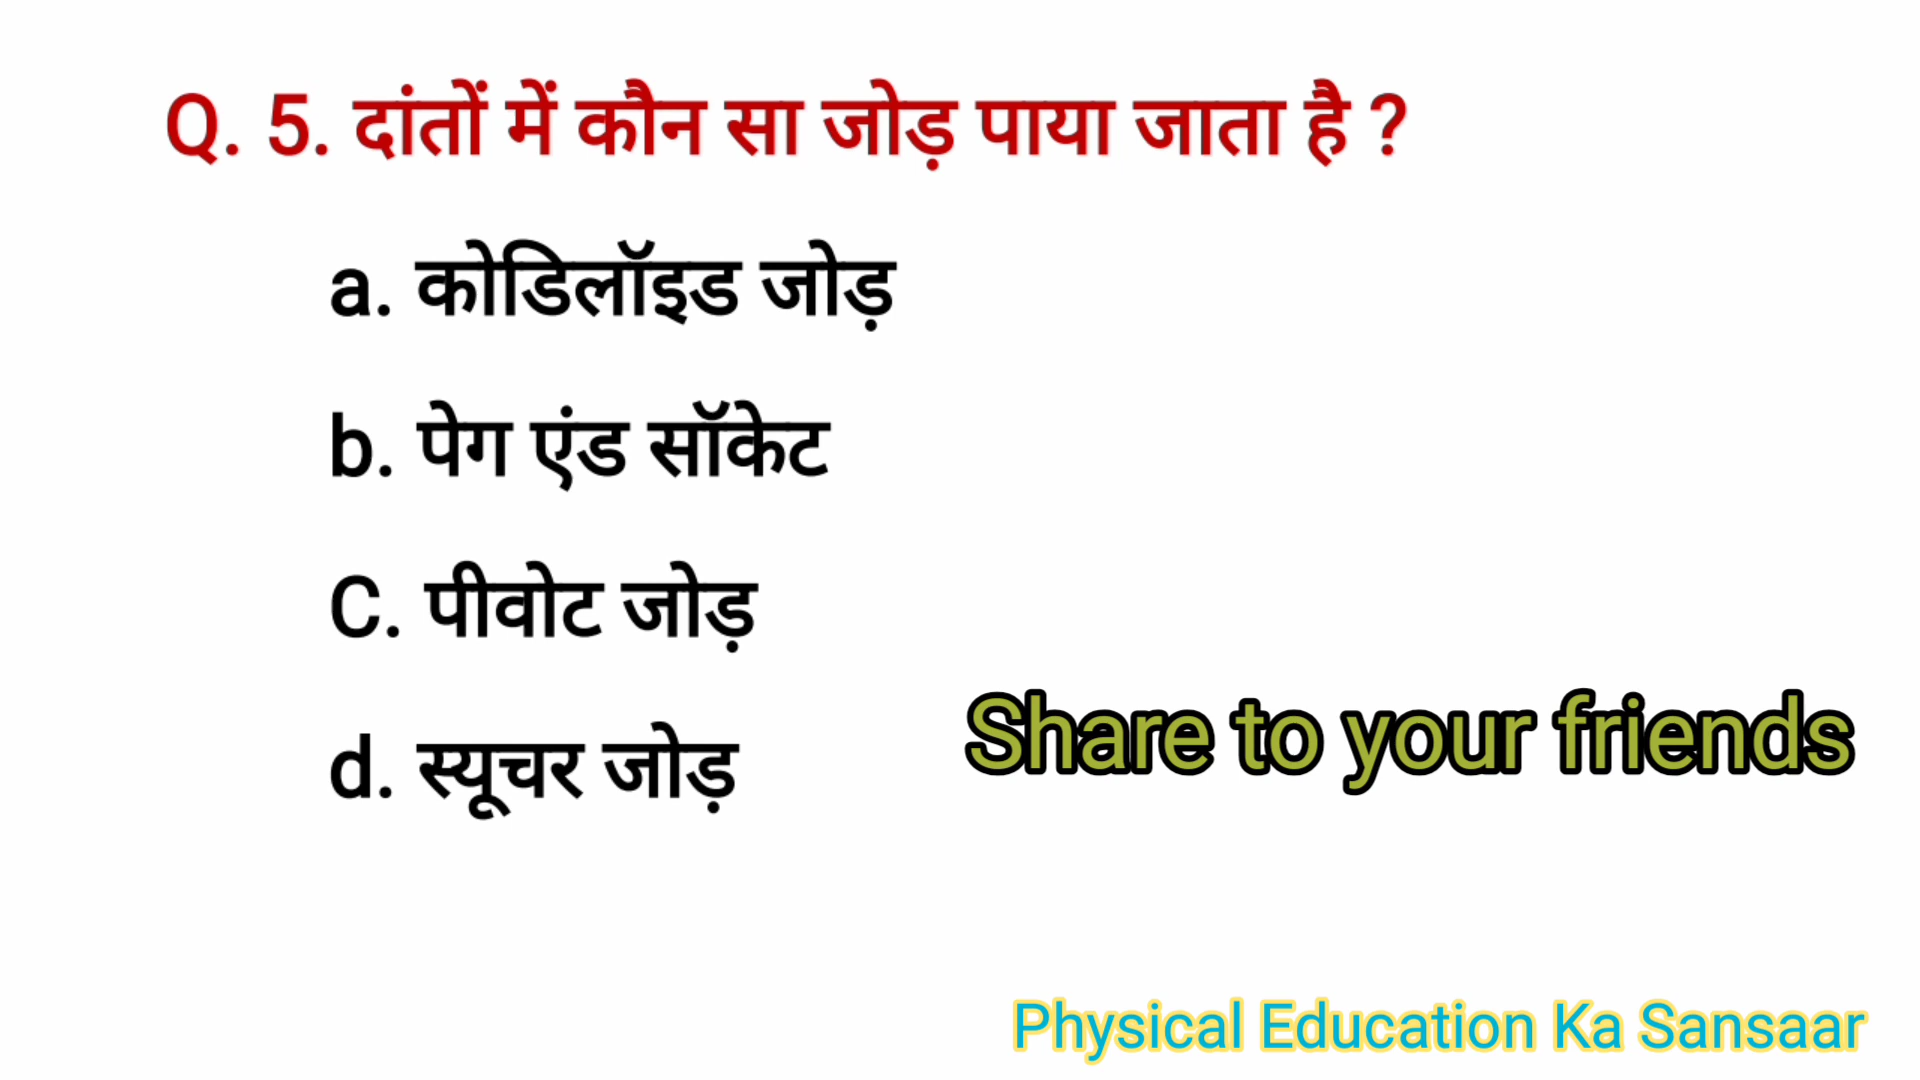 Q. 5. दांतों में कौन सा जोड़ पाया जाता है ?
a. कोडिलॉइड जोड़
b. पेग एंड सॉकेट
C. पीवोट जोड़
d. स्यूचर जोड़
Share to your friends
Physical Education Ka Sansaar